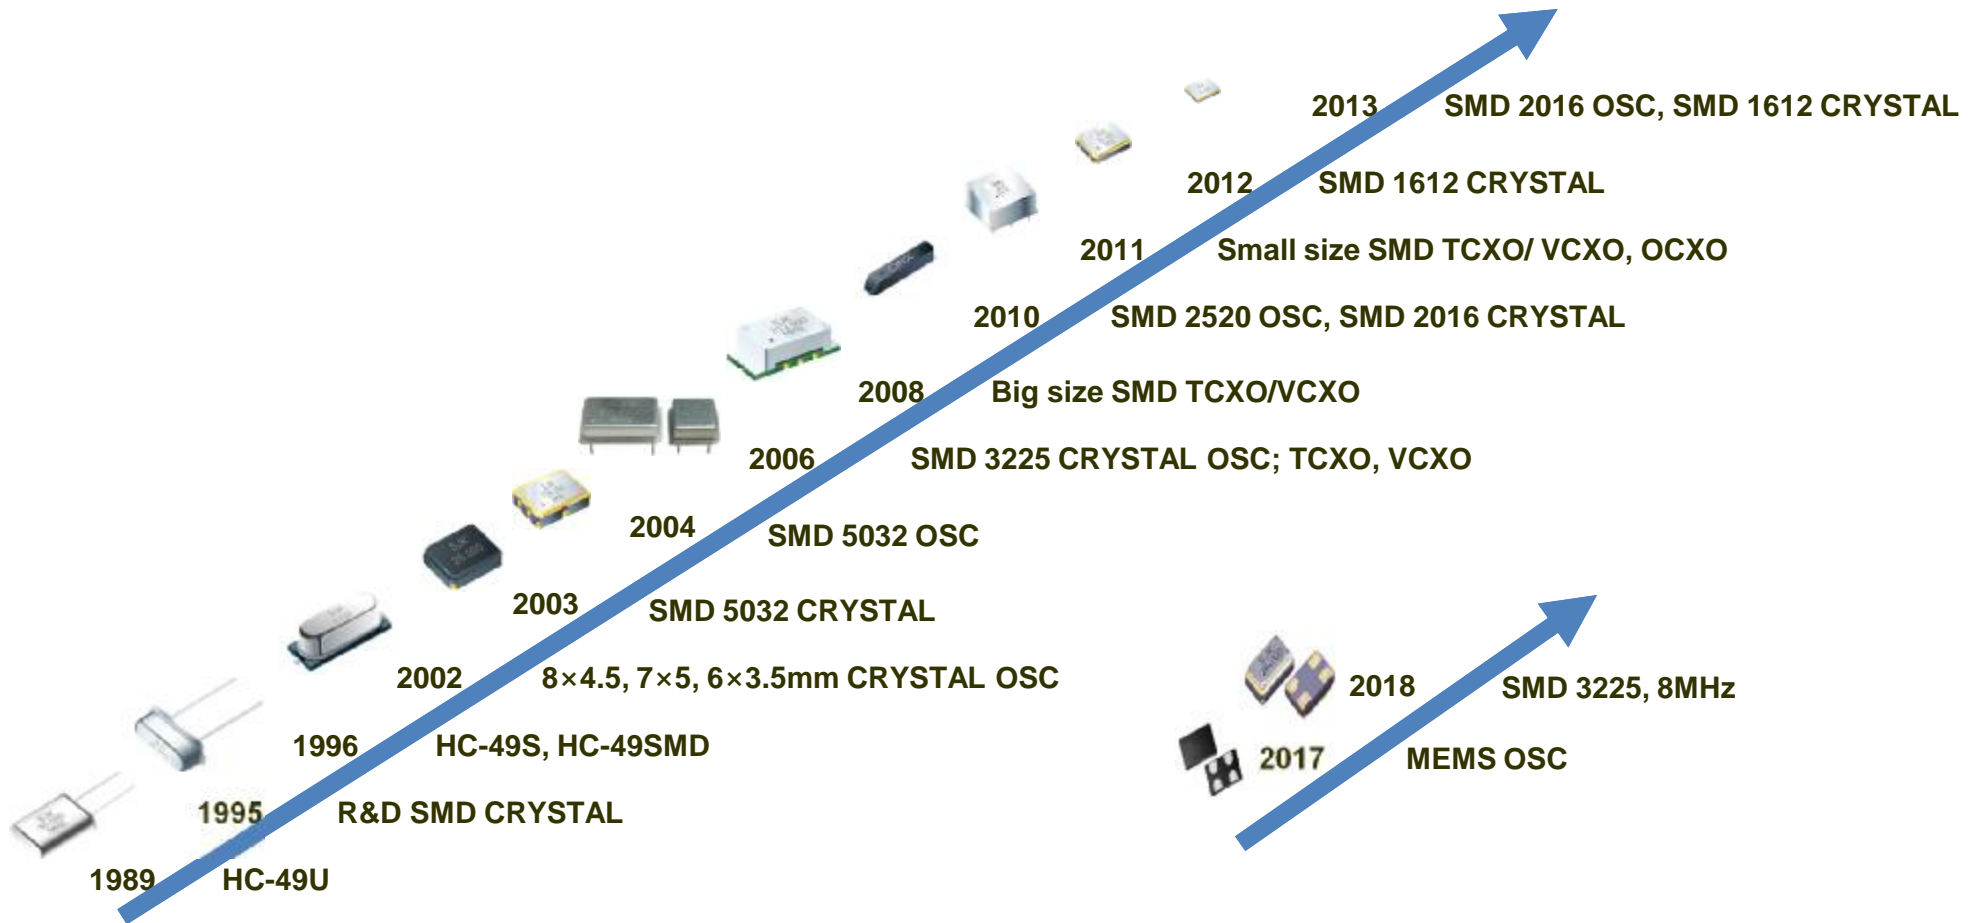 2013 SMD 2016 OSC, SMD 1612 CRYSTAL
2012 SMD 1612 CRYSTAL
2011 Small size SMD TCXO/ VCXO, OCXO
2010 SMD 2520 OSC, SMD 2016 CRYSTAL
2008 Big size SMD TCXO/VCXO
2006 SMD 3225 CRYSTAL OSC; TCXO, VCXO
2004 SMD 5032 OSC
2003 SMD 5032 CRYSTAL
2002 8×4.5, 7×5, 6×3.5mm CRYSTAL OSC
1996 HC-49S, HC-49SMD
1995 R&D SMD CRYSTAL
1989 HC-49U
2018 SMD 3225, 8MHz
2017 MEMS OSC